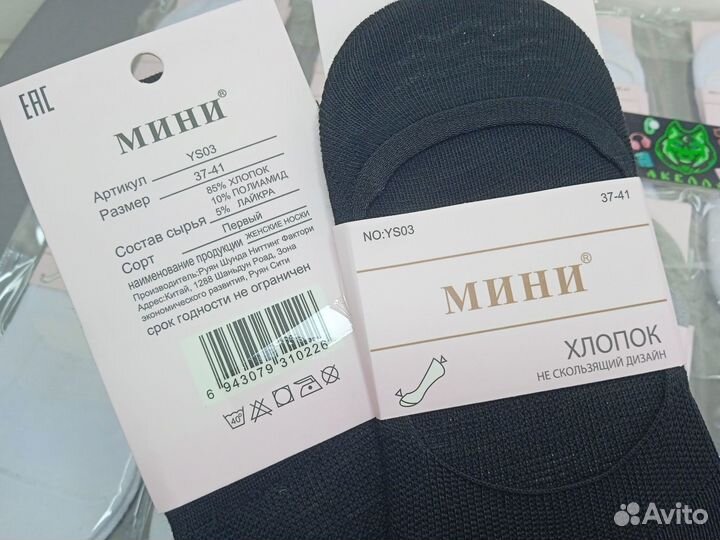 EAC
МИНИ®
Артикул YS03
Размер 37-41
Состав сырья 85% ХЛОПОК
10% ПОЛИАМИД
5% ЛАЙКРА
Сорт Первый
наименование продукции ЖЕНСКИЕ НОСКИ
Производитель:Руян Шунда Ниттинг Фактори
Адрес:Китай, 1288 Шаньдун Роад, Зона
экономического развития, Руян Сити
срок годности не ограничен
6 943079 310226
40°
NO:YS03 37-41
МИНИ®
ХЛОПОК
НЕ СКОЛЬЗЯЩИЙ ДИЗАЙН
АКЕЛЛА
Avito